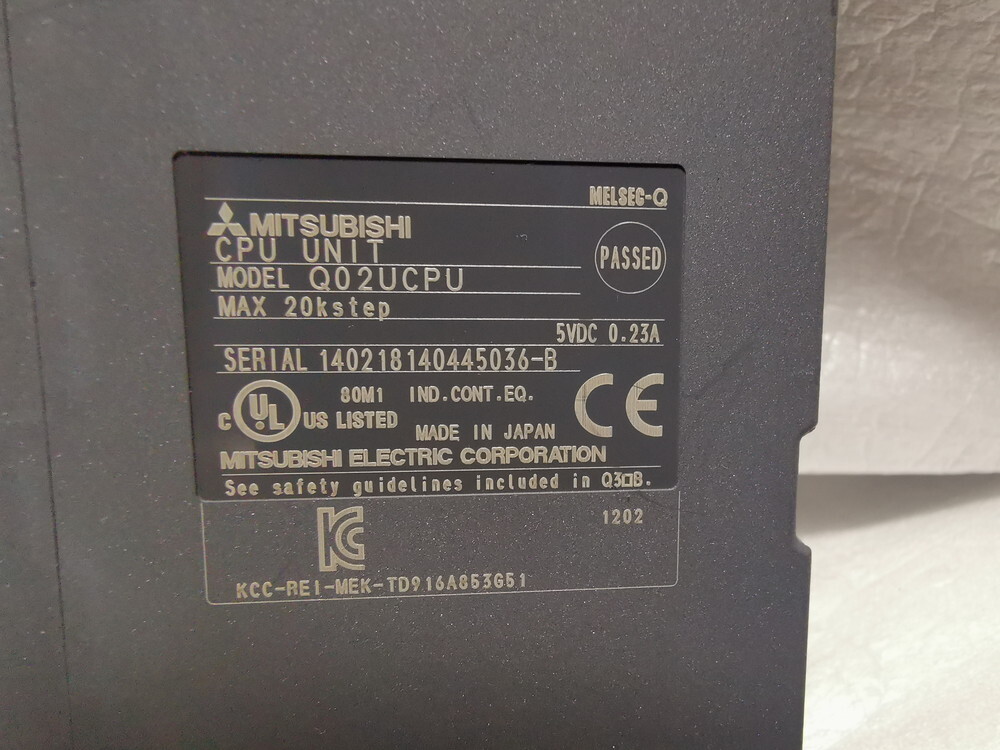 MELSEC-Q
MITSUBISHI
CPU UNIT
PASSED
MODEL Q02UCPU
MAX 20kstep
5VDC 0.23A
SERIAL 140218140445036-B
80M1 IND.CONT.EQ.
C UL US LISTED
CE
MADE IN JAPAN
MITSUBISHI ELECTRIC CORPORATION
See safety guidelines included in Q3□B.
KC
1202
KCC-REI-MEK-TD916A853G51